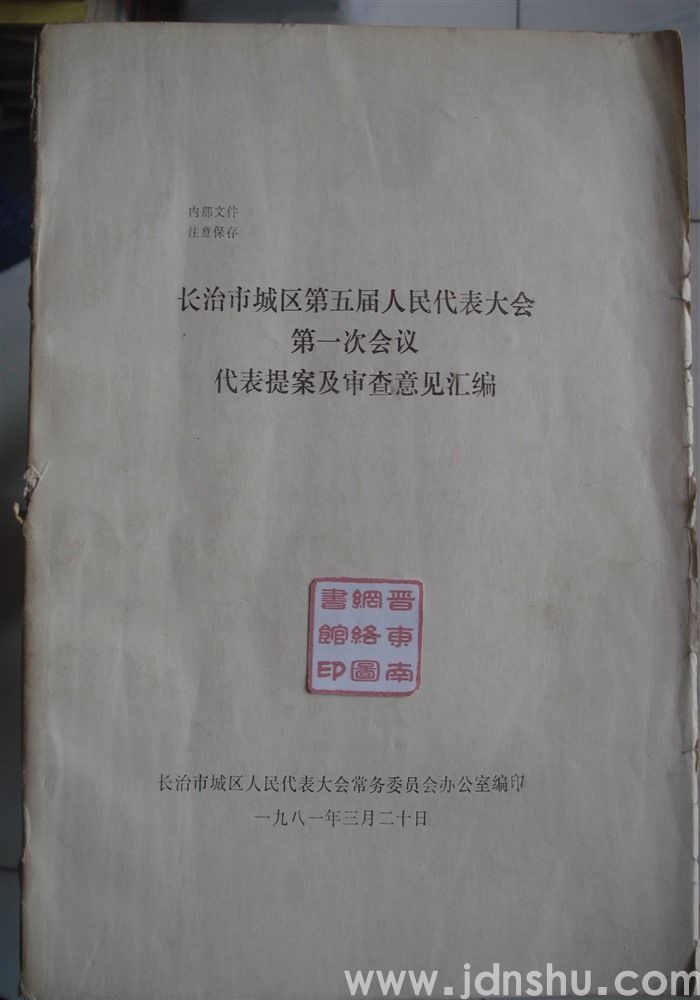 内部文件
注意保存
长治市城区第五届人民代表大会
第一次会议
代表提案及审查意见汇编
晋東南
網絡圖
書館印
长治市城区人民代表大会常务委员会办公室编印
一九八一年三月二十日
www.jdnshu.com